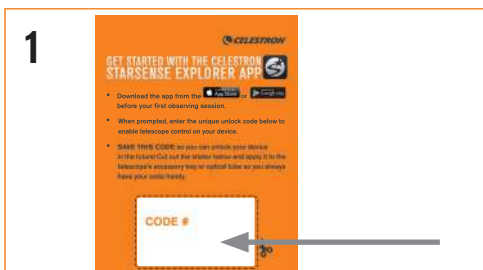 1
CELESTRON
GET STARTED WITH THE CELESTRON
STARSENSE EXPLORER APP
• Download the app from the App Store or Google play
before your first observing session.
• When prompted, enter the unique unlock code below to
enable telescope control on your device.
• SAVE THIS CODE so you can unlock your device
in the future! Cut out the sticker below and apply it to the
telescope's accessory tray or optical tube so you always
have your code handy.
CODE #